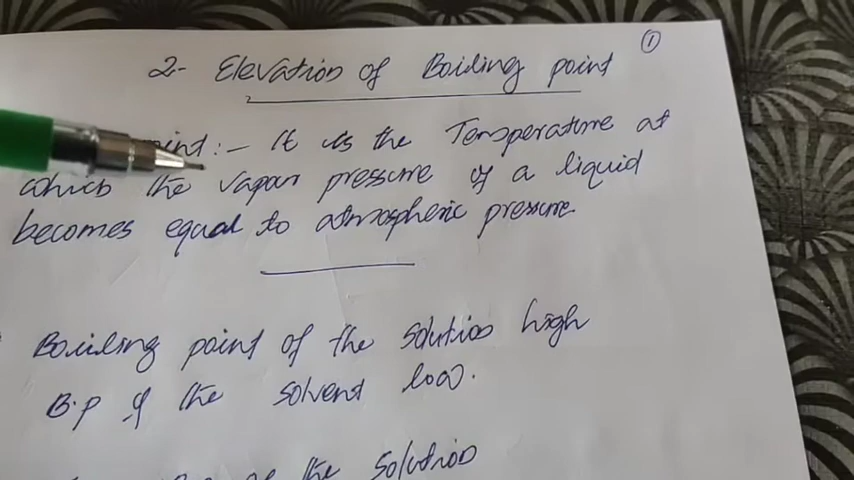 ①
2- Elevation of Boiling point
point:- It is the Temperature at
which the vapour pressure of a liquid
becomes equal to atmospheric pressure.
Boiling point of the solution high
B.p of the solvent low.
the solution